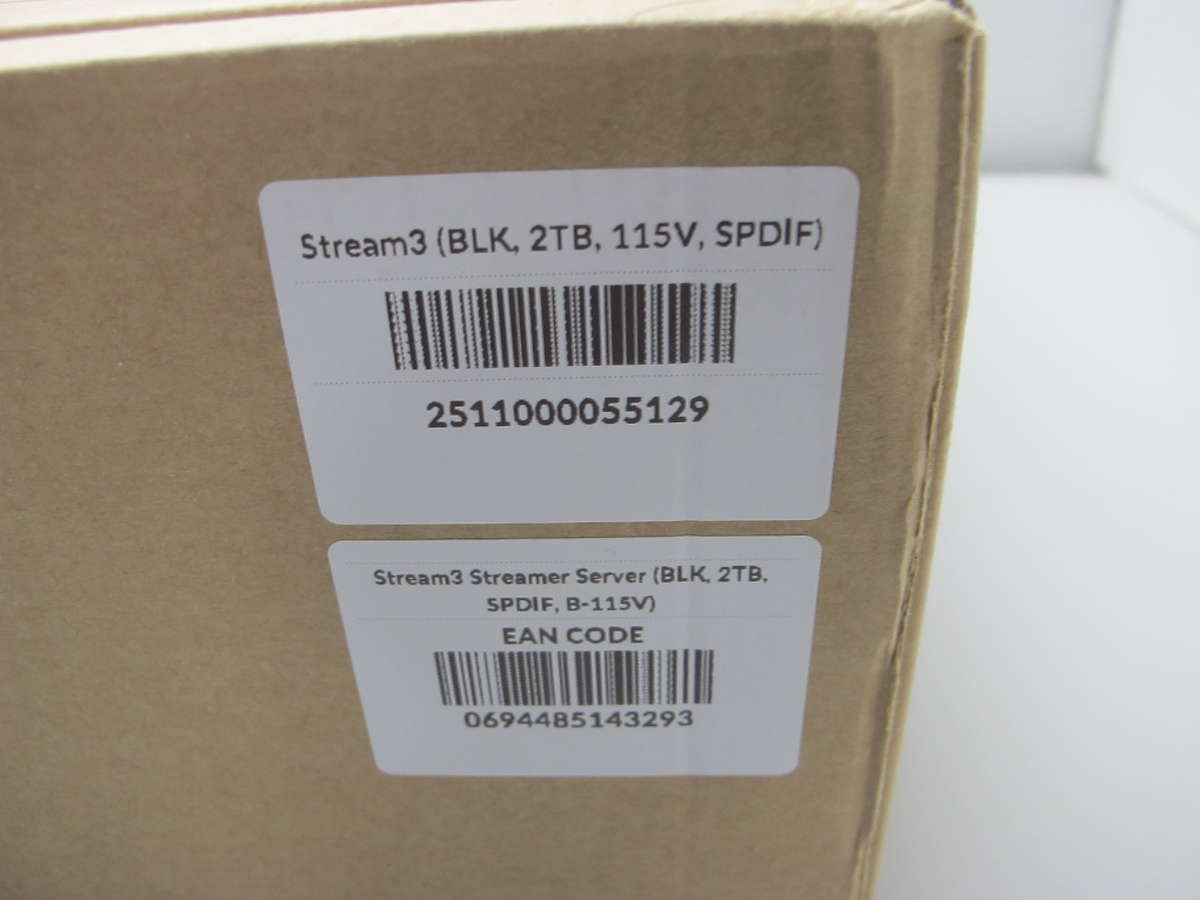 Stream3 (BLK, 2TB, 115V, SPDIF)
2511000055129
Stream3 Streamer Server (BLK, 2TB,
SPDIF, B-115V)
EAN CODE
0694485143293